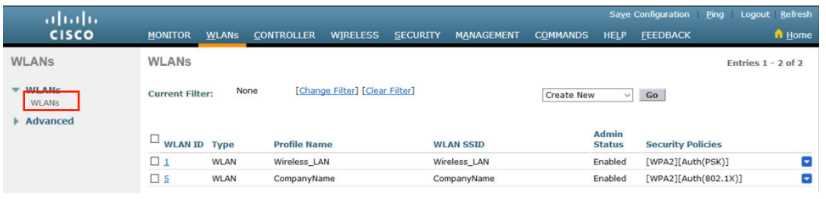 Save Configuration Ping Logout Refresh
CISCO MONITOR WLANs CONTROLLER WIRELESS SECURITY MANAGEMENT COMMANDS HELP FEEDBACK Home
WLANs
WLANs
WLANs
Advanced
WLANs Entries 1 - 2 of 2
Current Filter: None [Change Filter] [Clear Filter] Create New Go
WLAN ID Type Profile Name WLAN SSID Admin Status Security Policies
1 WLAN Wireless_LAN Wireless_LAN Enabled [WPA2][Auth(PSK)]
5 WLAN CompanyName CompanyName Enabled [WPA2][Auth(802.1X)]